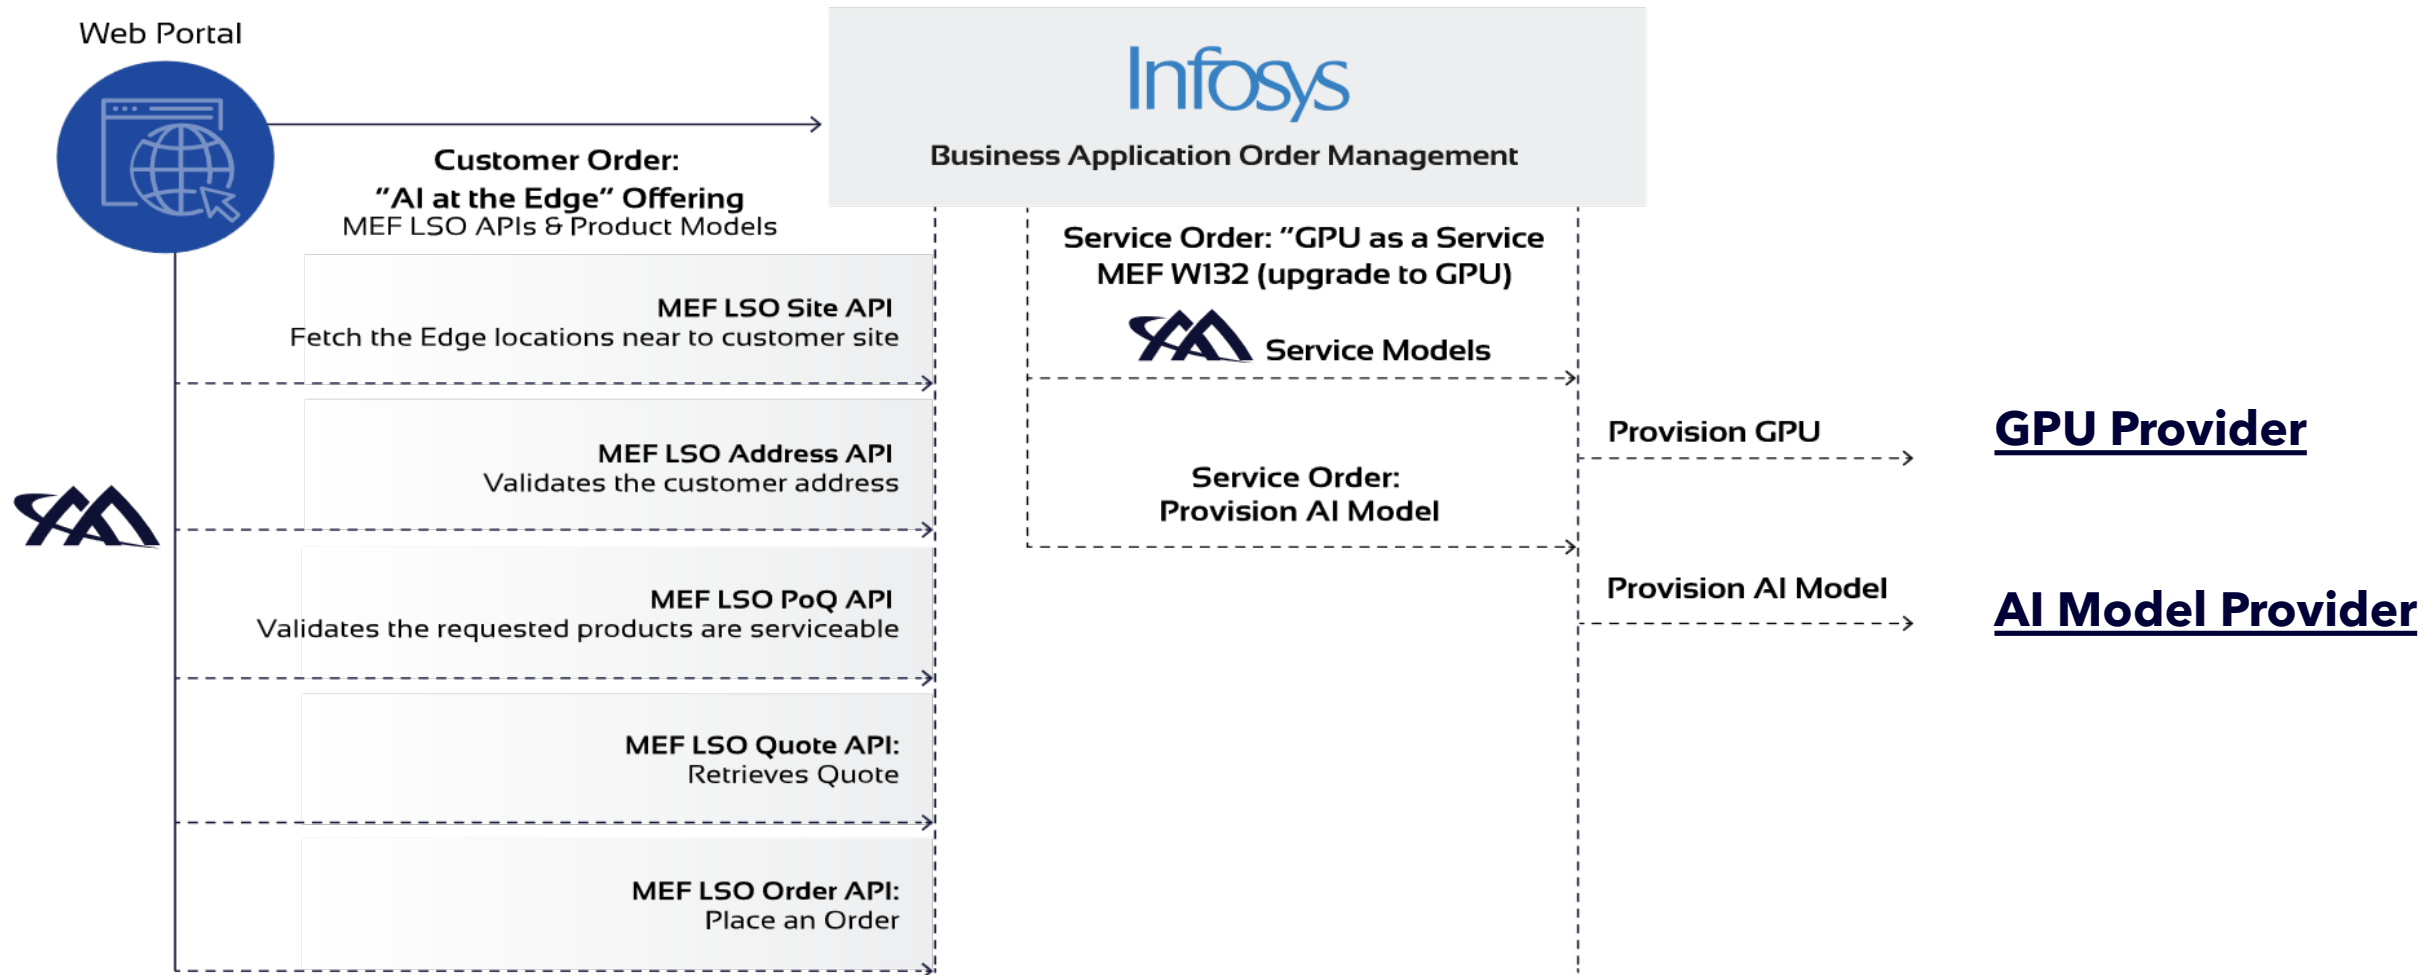 Web Portal
Infosys
Business Application Order Management
Customer Order:
"AI at the Edge" Offering
MEF LSO APIs & Product Models
MEF LSO Site API
Fetch the Edge locations near to customer site
MEF LSO Address API
Validates the customer address
MEF LSO PoQ API
Validates the requested products are serviceable
MEF LSO Quote API:
Retrieves Quote
MEF LSO Order API:
Place an Order
Service Order: "GPU as a Service
MEF W132 (upgrade to GPU)
Service Models
Service Order:
Provision AI Model
Provision GPU
GPU Provider
Provision AI Model
AI Model Provider